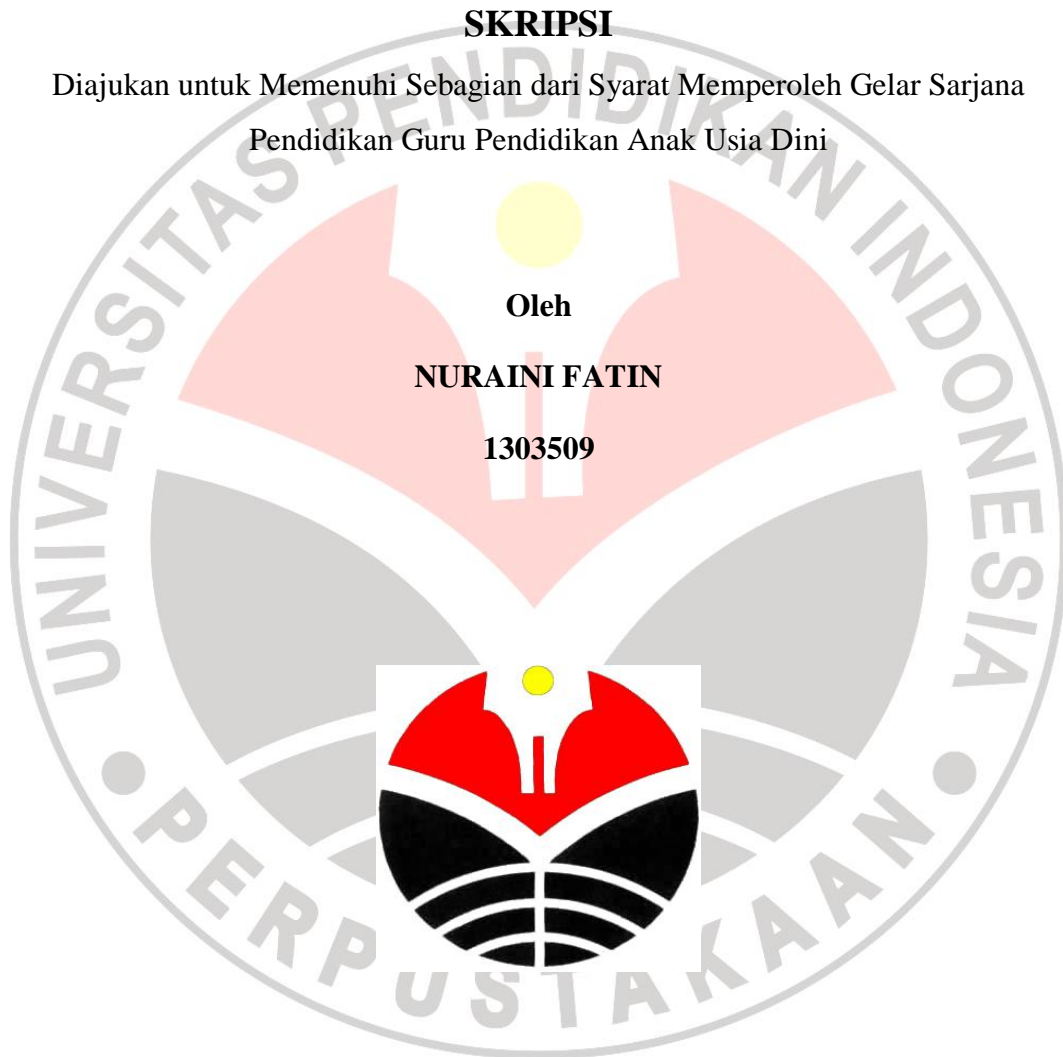 SKRIPSI
Diajukan untuk Memenuhi Sebagian dari Syarat Memperoleh Gelar Sarjana
Pendidikan Guru Pendidikan Anak Usia Dini
Oleh
NURAINI FATIN
1303509
UNIVERSITAS PENDIDIKAN INDONESIA
PERPUSTAKAAN